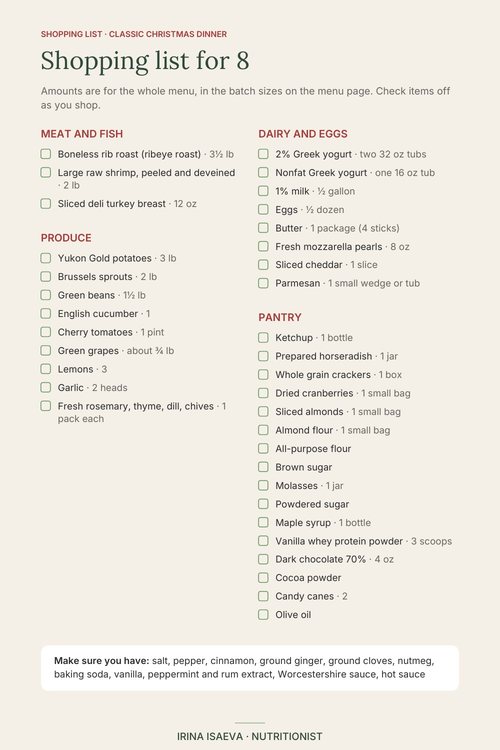 SHOPPING LIST · CLASSIC CHRISTMAS DINNER
Shopping list for 8
Amounts are for the whole menu, in the batch sizes on the menu page. Check items off
as you shop.
MEAT AND FISH
Boneless rib roast (ribeye roast) · 3½ lb
Large raw shrimp, peeled and deveined
· 2 lb
Sliced deli turkey breast · 12 oz
PRODUCE
Yukon Gold potatoes · 3 lb
Brussels sprouts · 2 lb
Green beans · 1½ lb
English cucumber · 1
Cherry tomatoes · 1 pint
Green grapes · about ¾ lb
Lemons · 3
Garlic · 2 heads
Fresh rosemary, thyme, dill, chives · 1
pack each
DAIRY AND EGGS
2% Greek yogurt · two 32 oz tubs
Nonfat Greek yogurt · one 16 oz tub
1% milk · ½ gallon
Eggs · ½ dozen
Butter · 1 package (4 sticks)
Fresh mozzarella pearls · 8 oz
Sliced cheddar · 1 slice
Parmesan · 1 small wedge or tub
PANTRY
Ketchup · 1 bottle
Prepared horseradish · 1 jar
Whole grain crackers · 1 box
Dried cranberries · 1 small bag
Sliced almonds · 1 small bag
Almond flour · 1 small bag
All-purpose flour
Brown sugar
Molasses · 1 jar
Powdered sugar
Maple syrup · 1 bottle
Vanilla whey protein powder · 3 scoops
Dark chocolate 70% · 4 oz
Cocoa powder
Candy canes · 2
Olive oil
Make sure you have: salt, pepper, cinnamon, ground ginger, ground cloves, nutmeg,
baking soda, vanilla, peppermint and rum extract, Worcestershire sauce, hot sauce
IRINA ISAEVA · NUTRITIONIST